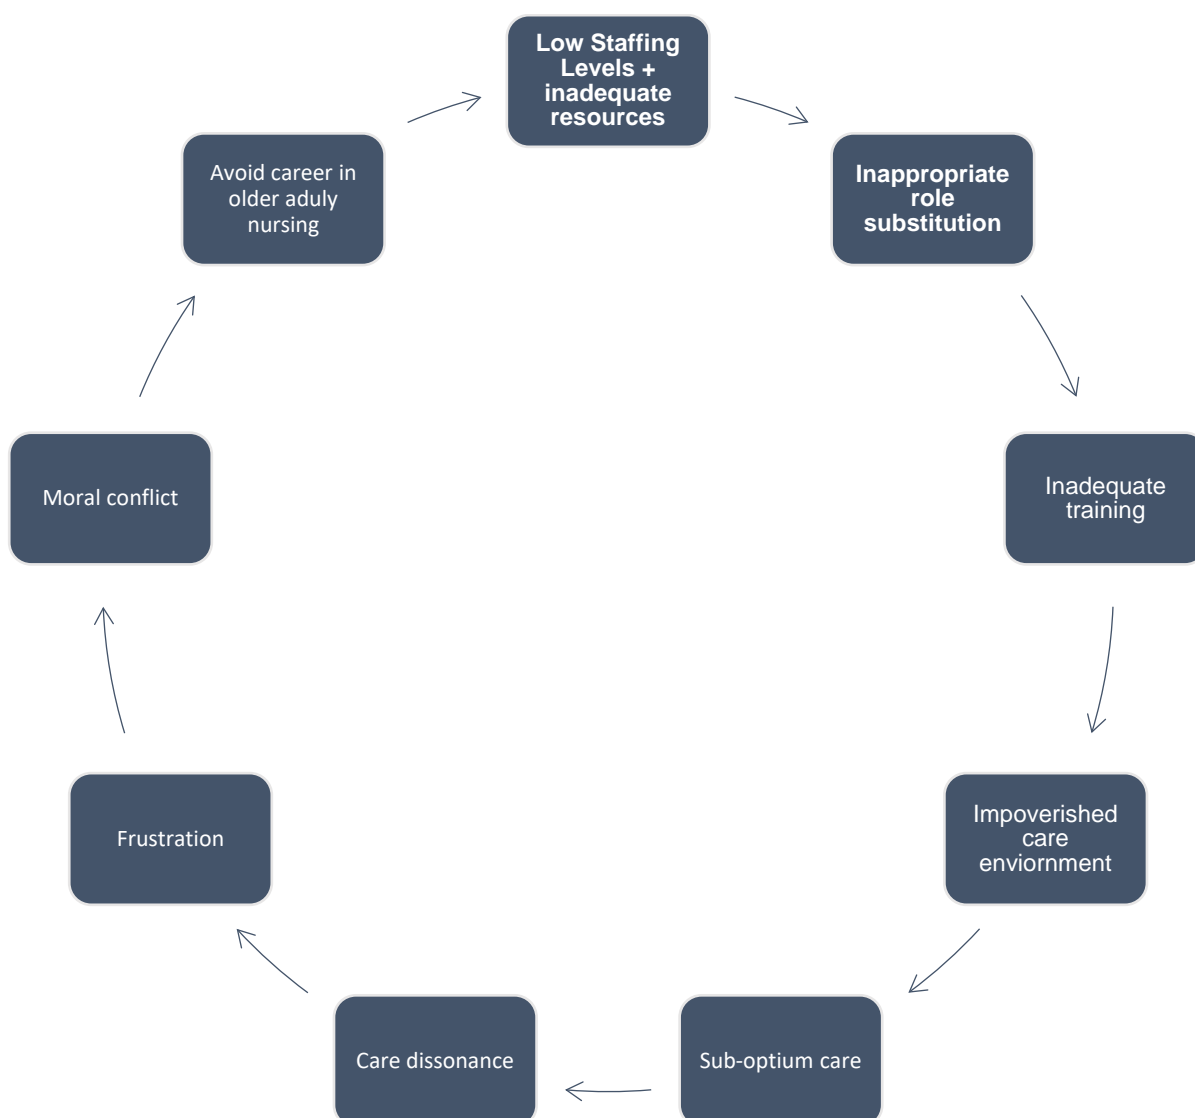 Low Staffing
Levels +
inadequate
resources
Inappropriate
role
substitution
Inadequate
training
Impoverished
care
enviornment
Sub-optium care
Care dissonance
Frustration
Moral conflict
Avoid career in
older aduly
nursing